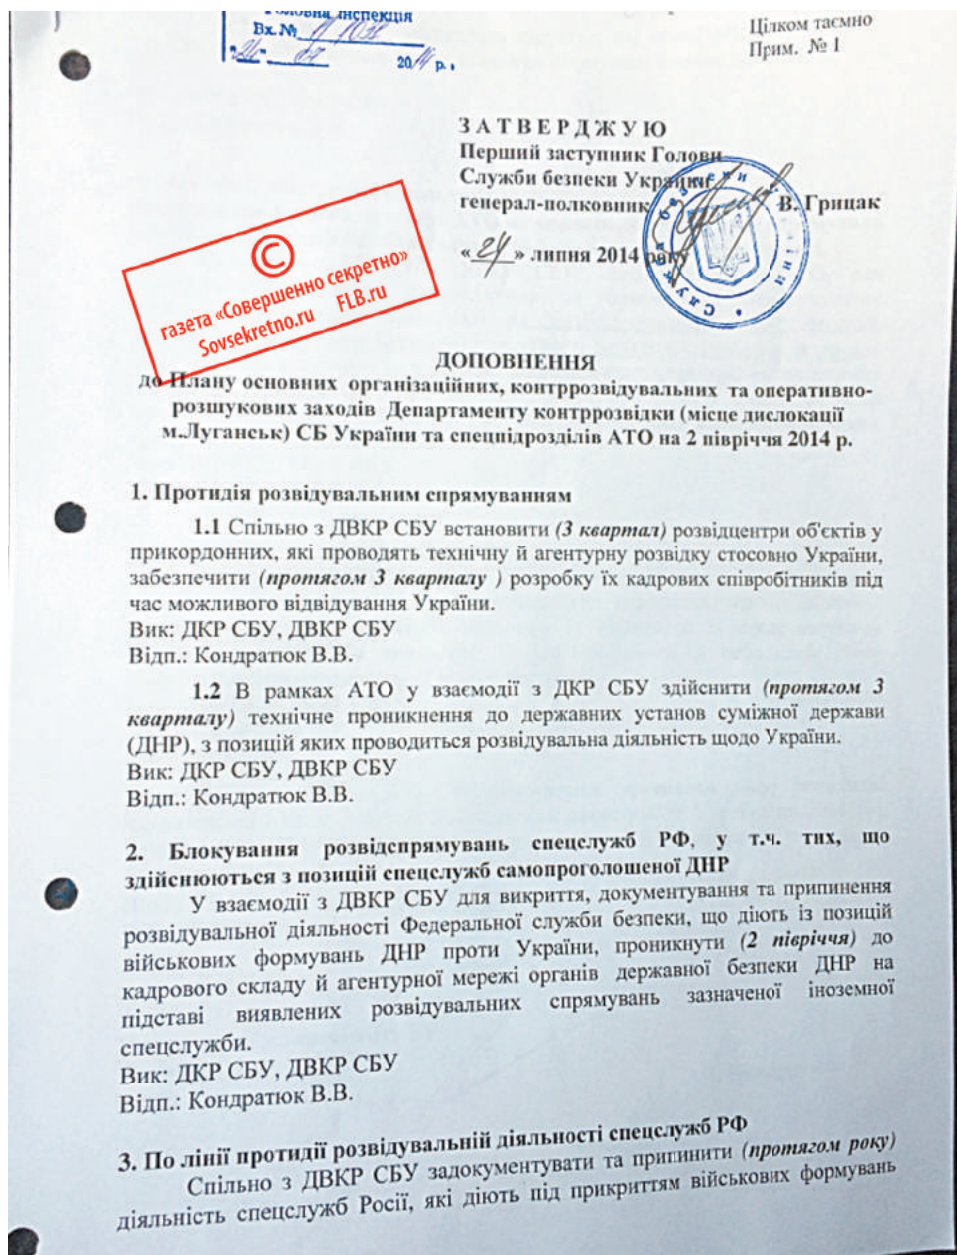 Головна інспекція
Вх.№
20 14 р.
Цілком таємно
Прим. № 1
З А Т В Е Р Д Ж У Ю
Перший заступник Голови
Служби безпеки України
генерал-полковник В. Грицак
« 24 » липня 2014 року
©
газета «Совершенно секретно»
Sovsekretno.ru FLB.ru
ДОПОВНЕННЯ
до Плану основних організаційних, контррозвідувальних та оперативно-
розшукових заходів Департаменту контррозвідки (місце дислокації
м.Луганськ) СБ України та спецпідрозділів АТО на 2 півріччя 2014 р.
1. Протидія розвідувальним спрямуванням
1.1 Спільно з ДВКР СБУ встановити (3 квартал) розвідцентри об'єктів у
прикордонних, які проводять технічну й агентурну розвідку стосовно України,
забезпечити (протягом 3 кварталу ) розробку їх кадрових співробітників під
час можливого відвідування України.
Вик: ДКР СБУ, ДВКР СБУ
Відп.: Кондратюк В.В.
1.2 В рамках АТО у взаємодії з ДКР СБУ здійснити (протягом 3
кварталу) технічне проникнення до державних установ суміжної держави
(ДНР), з позицій яких проводиться розвідувальна діяльність щодо України.
Вик: ДКР СБУ, ДВКР СБУ
Відп.: Кондратюк В.В.
2. Блокування розвідспрямувань спецслужб РФ, у т.ч. тих, що
здійснюються з позицій спецслужб самопроголошеної ДНР
У взаємодії з ДВКР СБУ для викриття, документування та припинення
розвідувальної діяльності Федеральної служби безпеки, що діють із позицій
військових формувань ДНР проти України, проникнути (2 півріччя) до
кадрового складу й агентурної мережі органів державної безпеки ДНР на
підставі виявлених розвідувальних спрямувань зазначеної іноземної
спецслужби.
Вик: ДКР СБУ, ДВКР СБУ
Відп.: Кондратюк В.В.
3. По лінії протидії розвідувальній діяльності спецслужб РФ
Спільно з ДВКР СБУ задокументувати та припинити (протягом року)
діяльність спецслужб Росії, які діють під прикриттям військових формувань